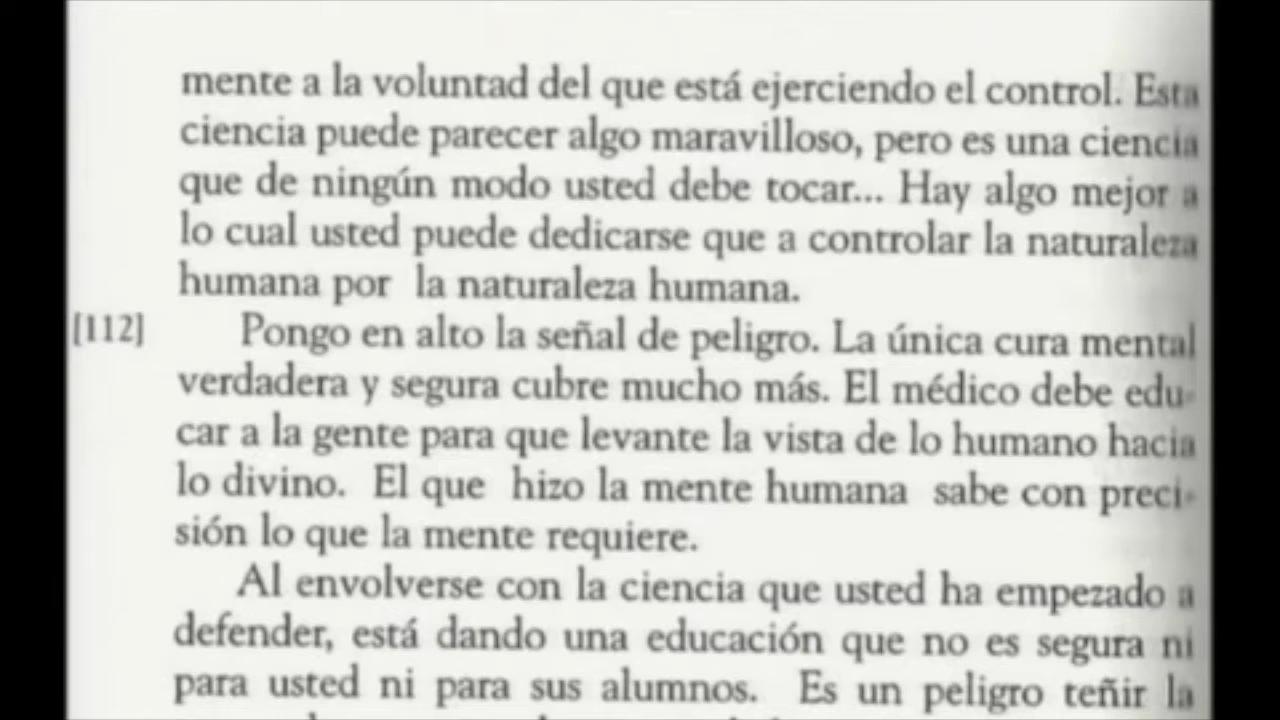 mente a la voluntad del que está ejerciendo el control. Esta
ciencia puede parecer algo maravilloso, pero es una ciencia
que de ningún modo usted debe tocar... Hay algo mejor a
lo cual usted puede dedicarse que a controlar la naturaleza
humana por la naturaleza humana.
[112] Pongo en alto la señal de peligro. La única cura mental
verdadera y segura cubre mucho más. El médico debe edu-
car a la gente para que levante la vista de lo humano hacia
lo divino. El que hizo la mente humana sabe con preci-
sión lo que la mente requiere.
Al envolverse con la ciencia que usted ha empezado a
defender, está dando una educación que no es segura ni
para usted ni para sus alumnos. Es un peligro teñir la